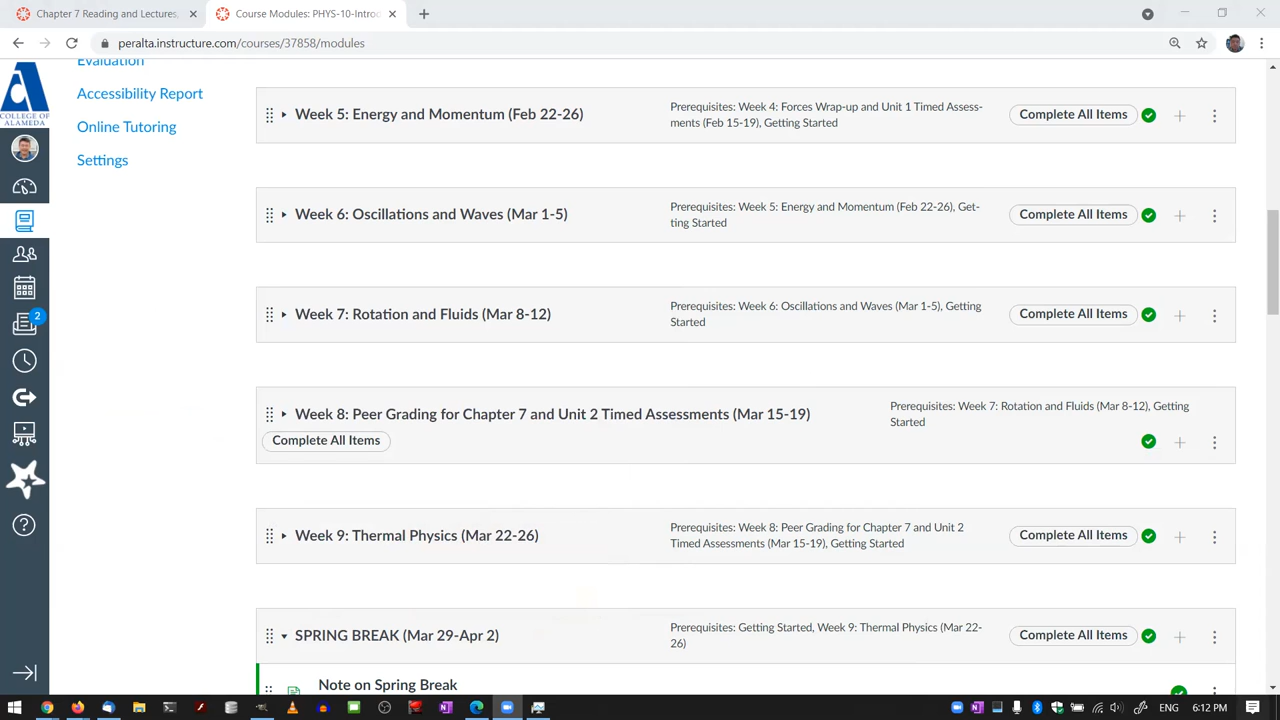 Chapter 7 Reading and Lectures,
Course Modules: PHYS-10-Intro
peralta.instructure.com/courses/37858/modules
COLLEGE OF
ALAMEDA
2
Evaluation
Accessibility Report
Online Tutoring
Settings
Week 5: Energy and Momentum (Feb 22-26)
Prerequisites: Week 4: Forces Wrap-up and Unit 1 Timed Assess-
ments (Feb 15-19), Getting Started
Complete All Items
Week 6: Oscillations and Waves (Mar 1-5)
Prerequisites: Week 5: Energy and Momentum (Feb 22-26), Get-
ting Started
Complete All Items
Week 7: Rotation and Fluids (Mar 8-12)
Prerequisites: Week 6: Oscillations and Waves (Mar 1-5), Getting
Started
Complete All Items
Week 8: Peer Grading for Chapter 7 and Unit 2 Timed Assessments (Mar 15-19)
Prerequisites: Week 7: Rotation and Fluids (Mar 8-12), Getting
Started
Complete All Items
Week 9: Thermal Physics (Mar 22-26)
Prerequisites: Week 8: Peer Grading for Chapter 7 and Unit 2
Timed Assessments (Mar 15-19), Getting Started
Complete All Items
SPRING BREAK (Mar 29-Apr 2)
Prerequisites: Getting Started, Week 9: Thermal Physics (Mar 22-
26)
Complete All Items
Note on Spring Break
ENG
6:12 PM